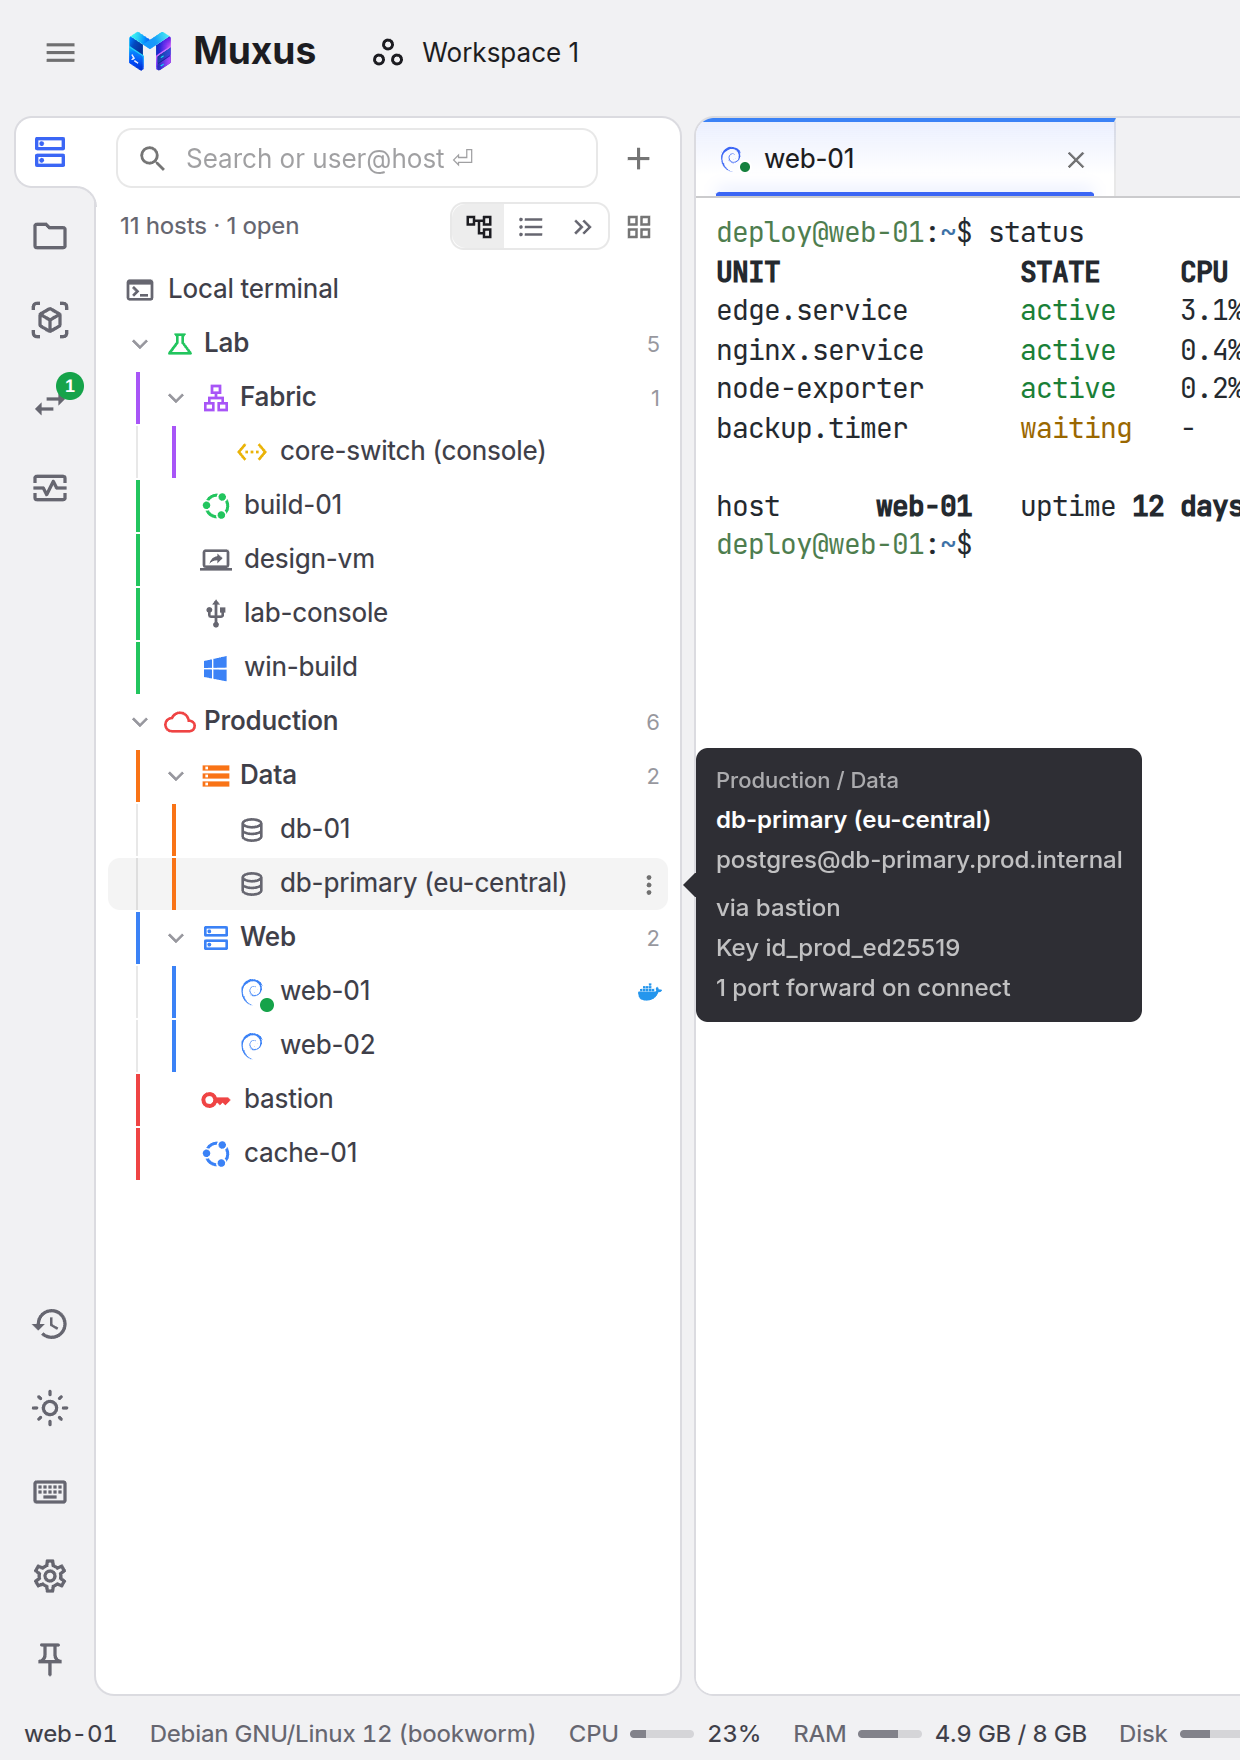 Muxus
Workspace 1
Search or user@host ⏎
11 hosts · 1 open
Local terminal
Lab 5
Fabric 1
core-switch (console)
build-01
design-vm
lab-console
win-build
Production 6
Data 2
db-01
db-primary (eu-central)
Web 2
web-01
web-02
bastion
cache-01
1
web-01
deploy@web-01:~$ status
UNIT STATE CPU
edge.service active 3.1%
nginx.service active 0.4%
node-exporter active 0.2%
backup.timer waiting -
host web-01 uptime 12 days
deploy@web-01:~$
Production / Data
db-primary (eu-central)
postgres@db-primary.prod.internal
via bastion
Key id_prod_ed25519
1 port forward on connect
web-01 Debian GNU/Linux 12 (bookworm) CPU 23% RAM 4.9 GB / 8 GB Disk